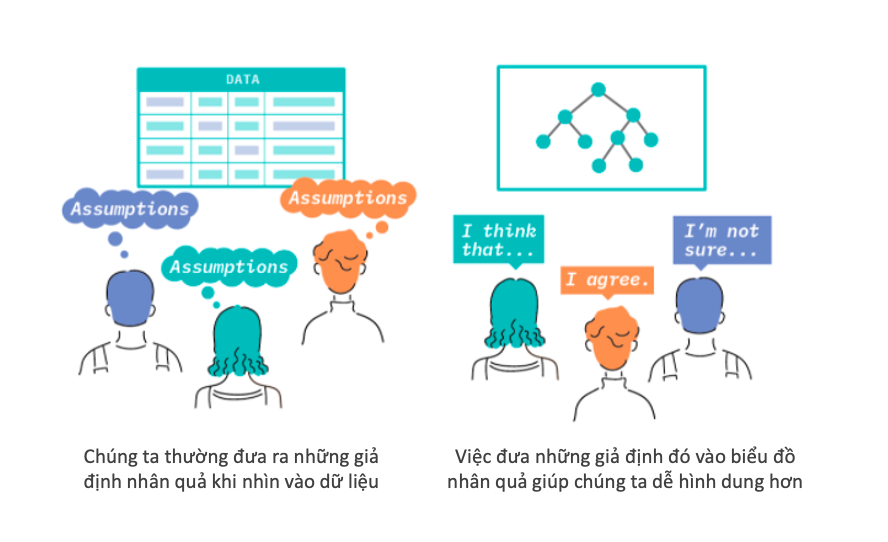 DATA
Assumptions
Assumptions
Assumptions
I think
that...
I agree.
I'm not
sure...
Chúng ta thường đưa ra những giả
định nhân quả khi nhìn vào dữ liệu
Việc đưa những giả định đó vào biểu đồ
nhân quả giúp chúng ta dễ hình dung hơn